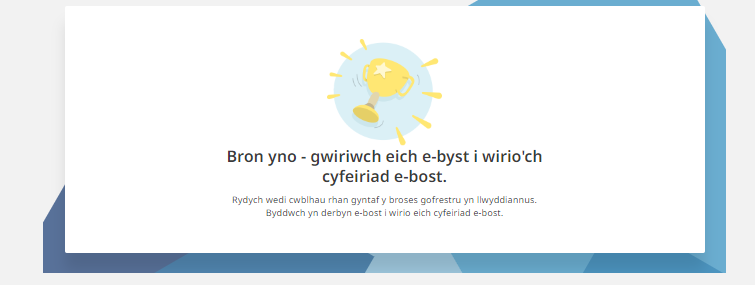 Bron yno - gwiriwch eich e-byst i wirio'ch
cyfeiriad e-bost.
Rydych wedi cwblhau rhan gyntaf y broses gofrestru yn llwyddiannus.
Byddwch yn derbyn e-bost i wirio eich cyfeiriad e-bost.